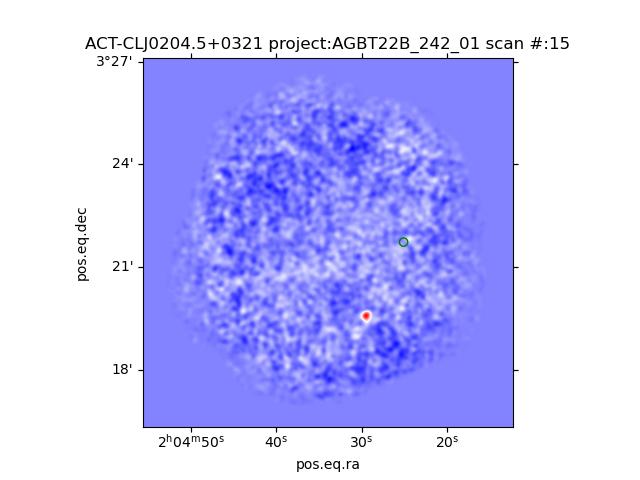 ACT-CLJ0204.5+0321 project:AGBT22B_242_01 scan #:15
3°27'
24'
21'
18'
pos.eq.dec
2ʰ04ᵐ50ˢ 40ˢ 30ˢ 20ˢ
pos.eq.ra